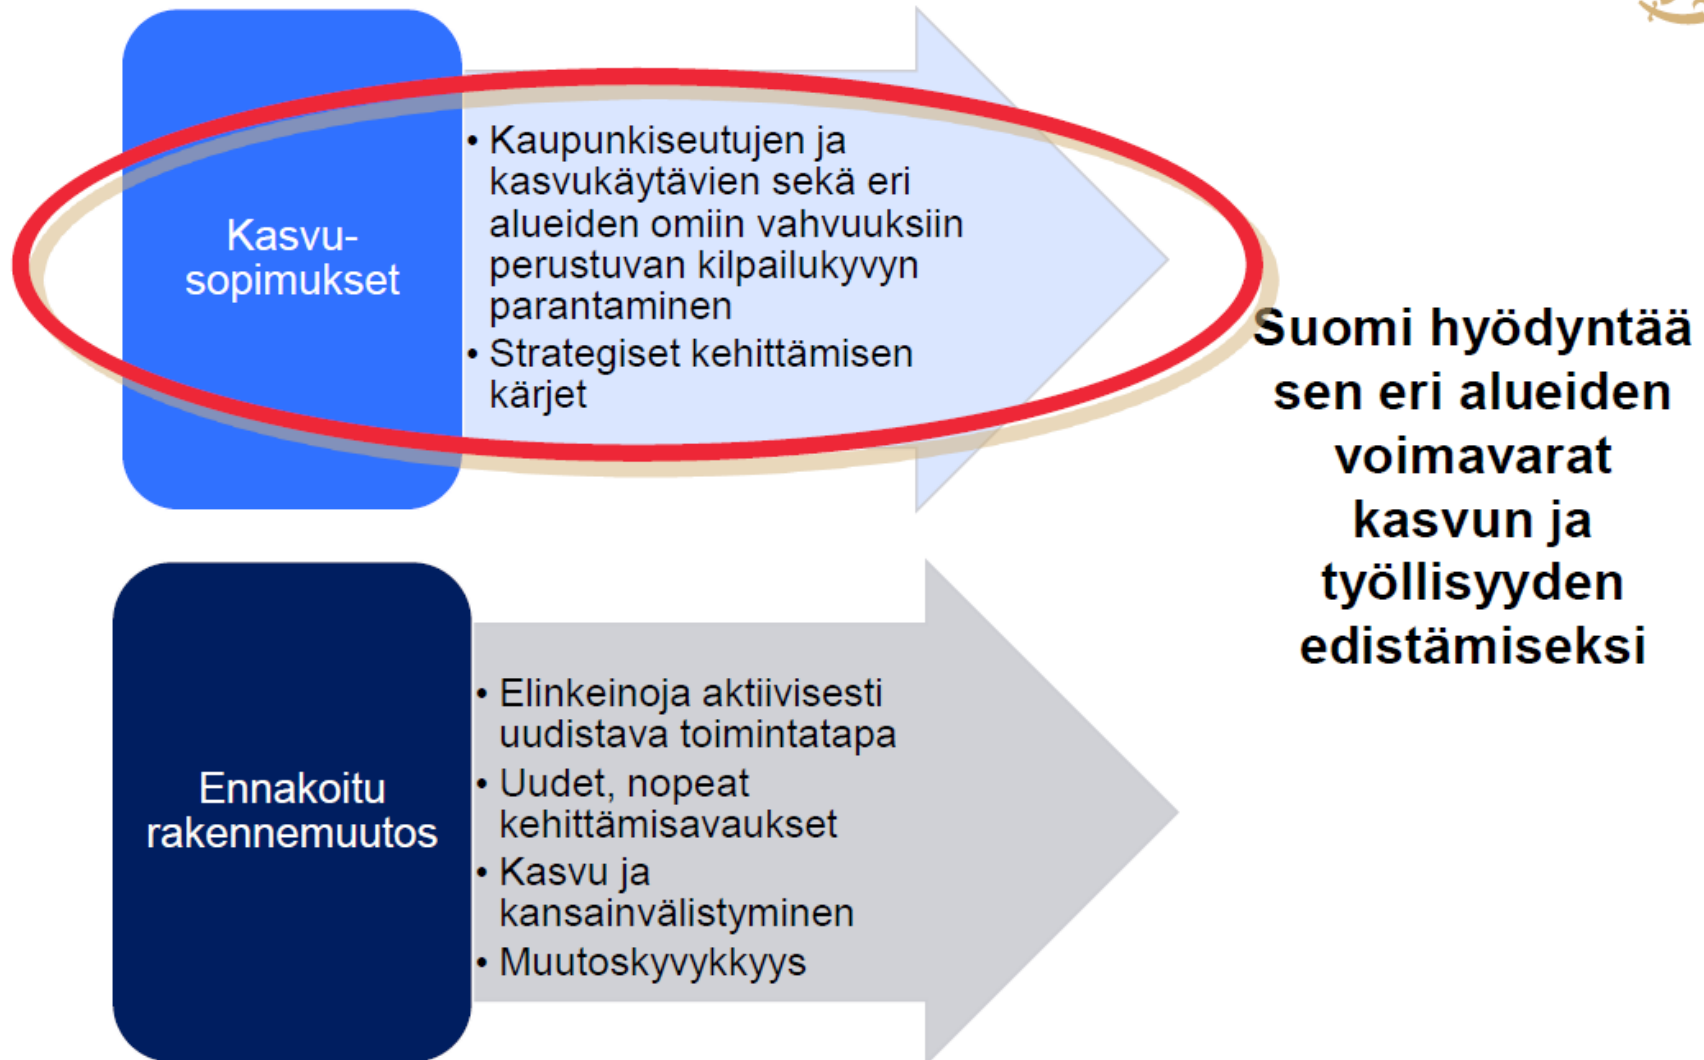 Kasvu-
sopimukset
• Kaupunkiseutujen ja
kasvukäytävien sekä eri
alueiden omiin vahvuuksiin
perustuvan kilpailukyvyn
parantaminen
• Strategiset kehittämisen
kärjet
Ennakoitu
rakennemuutos
• Elinkeinoja aktiivisesti
uudistava toimintatapa
• Uudet, nopeat
kehittämisavaukset
• Kasvu ja
kansainvälistyminen
• Muutoskyvykkyys
Suomi hyödyntää
sen eri alueiden
voimavarat
kasvun ja
työllisyyden
edistämiseksi